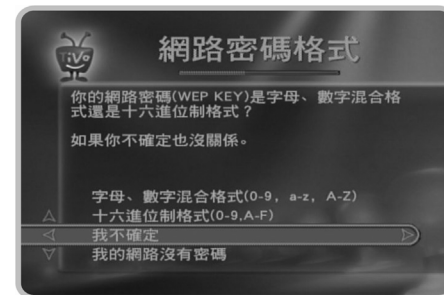 TiVo
網路密碼格式
你的網路密碼(WEP KEY)是字母、數字混合格
式還是十六進位制格式？
如果你不確定也沒關係。
字母、數字混合格式(0-9, a-z, A-Z)
十六進位制格式(0-9,A-F)
我不確定
我的網路沒有密碼